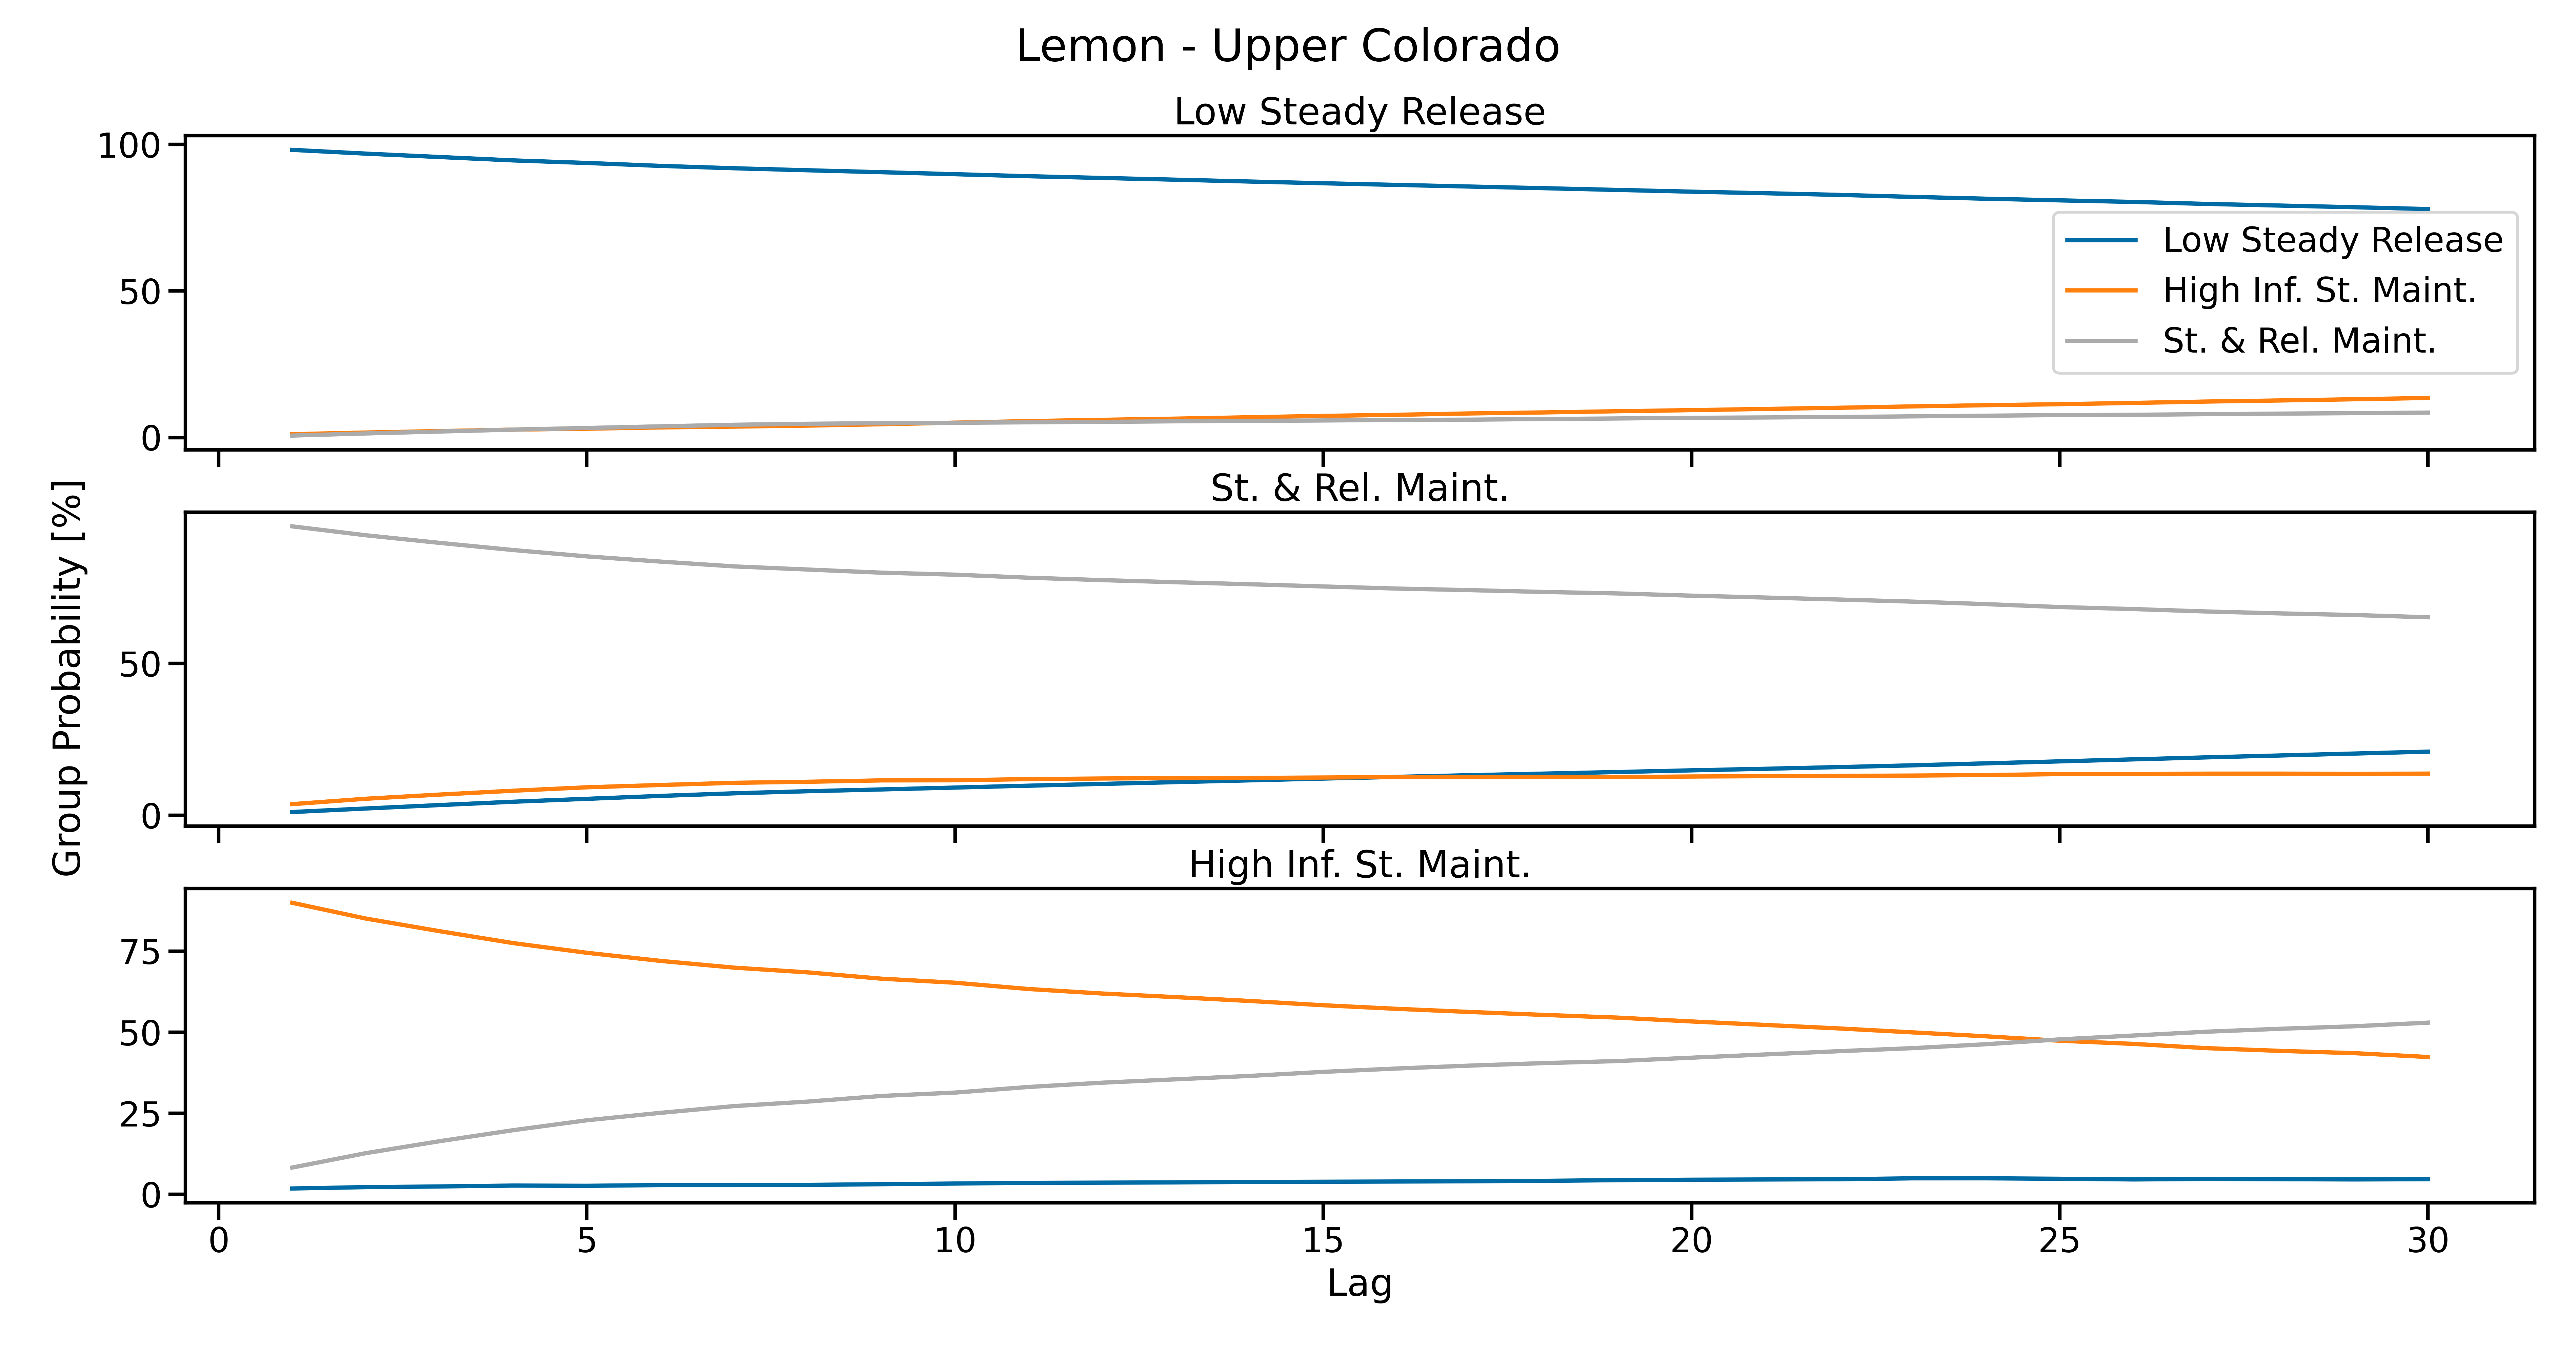 Lemon - Upper Colorado
Low Steady Release
100
50
0
Low Steady Release
High Inf. St. Maint.
St. & Rel. Maint.
St. & Rel. Maint.
50
0
Group Probability [%]
High Inf. St. Maint.
75
50
25
0
0 5 10 15 20 25 30
Lag